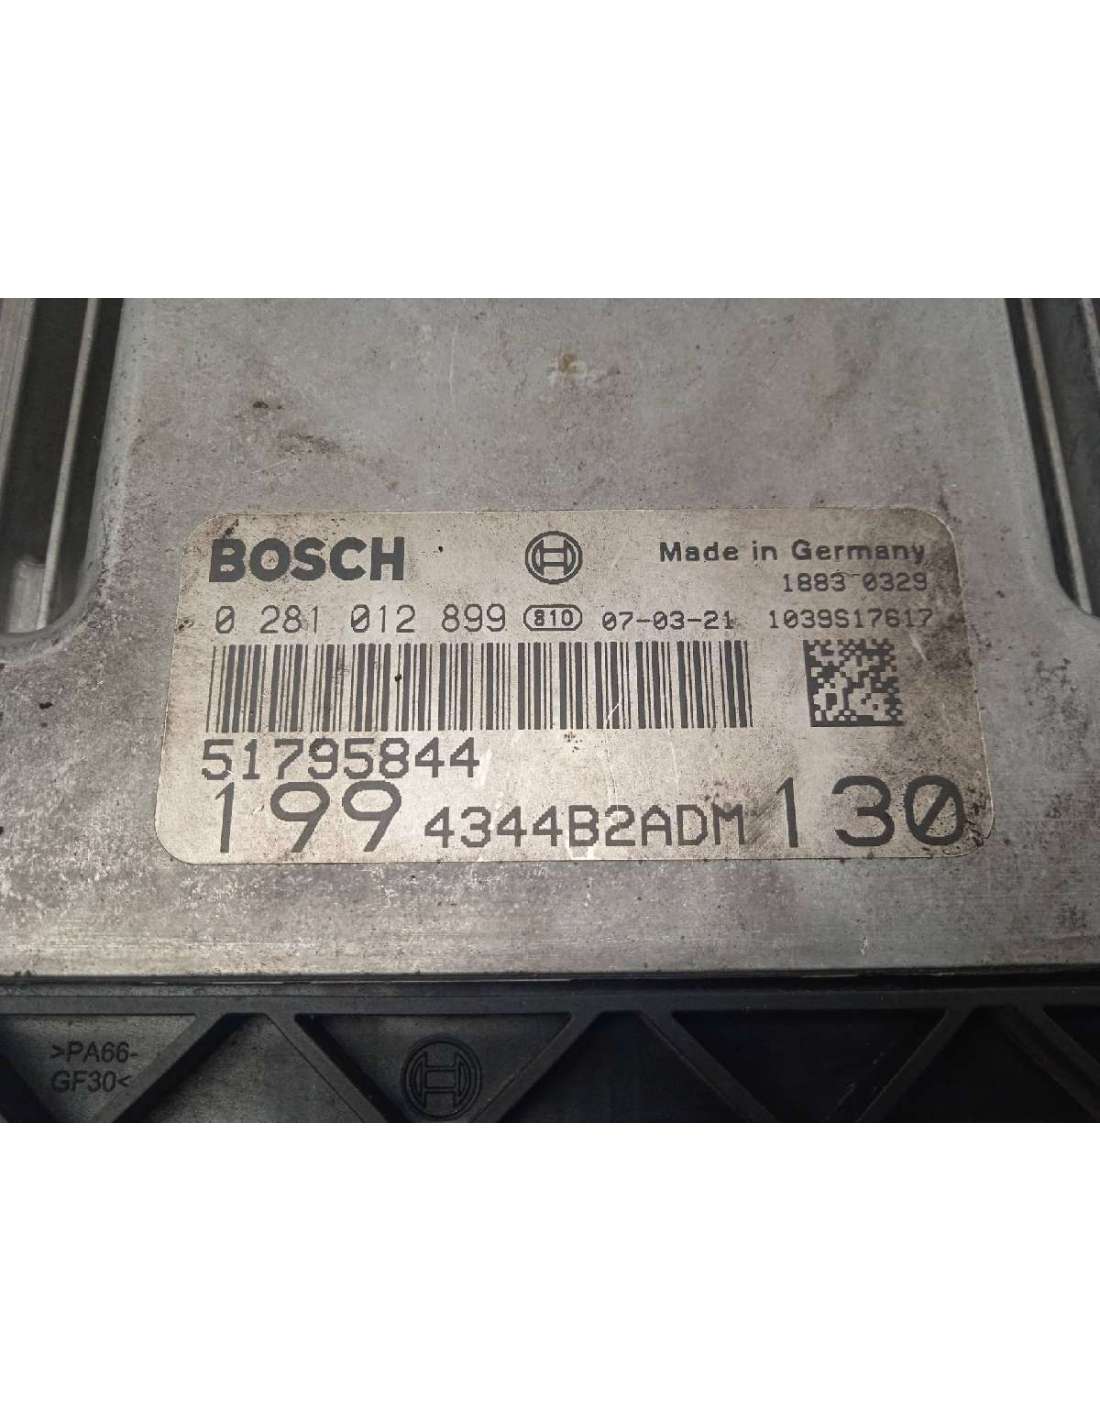 BOSCH Made in Germany
1883 0329
0 281 012 899 810 07-03-21 1039S17617
51795844
199 4344B2ADM 130
>PA66-
GF30<